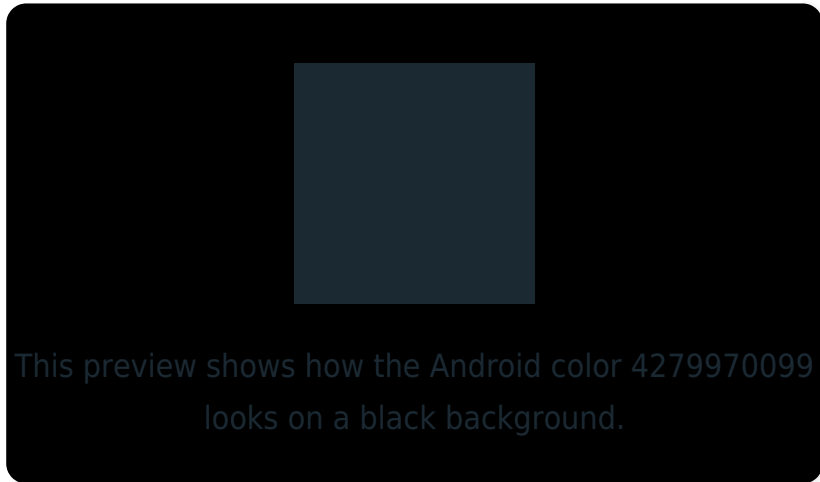 This preview shows how the Android color 4279970099
looks on a black background.